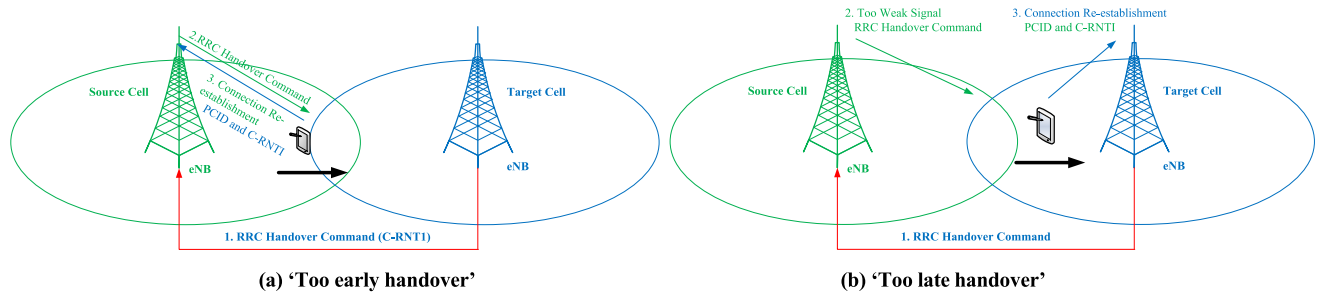 2.RRC Handover Command
3. Connection Re-
establishment
PCID and C-RNTI
Source Cell
Target Cell
eNB
eNB
1. RRC Handover Command (C-RNT1)
(a) ‘Too early handover’
2. Too Weak Signal
RRC Handover Command
3. Connection Re-establishment
PCID and C-RNTI
Source Cell
Target Cell
eNB
eNB
1. RRC Handover Command
(b) ‘Too late handover’